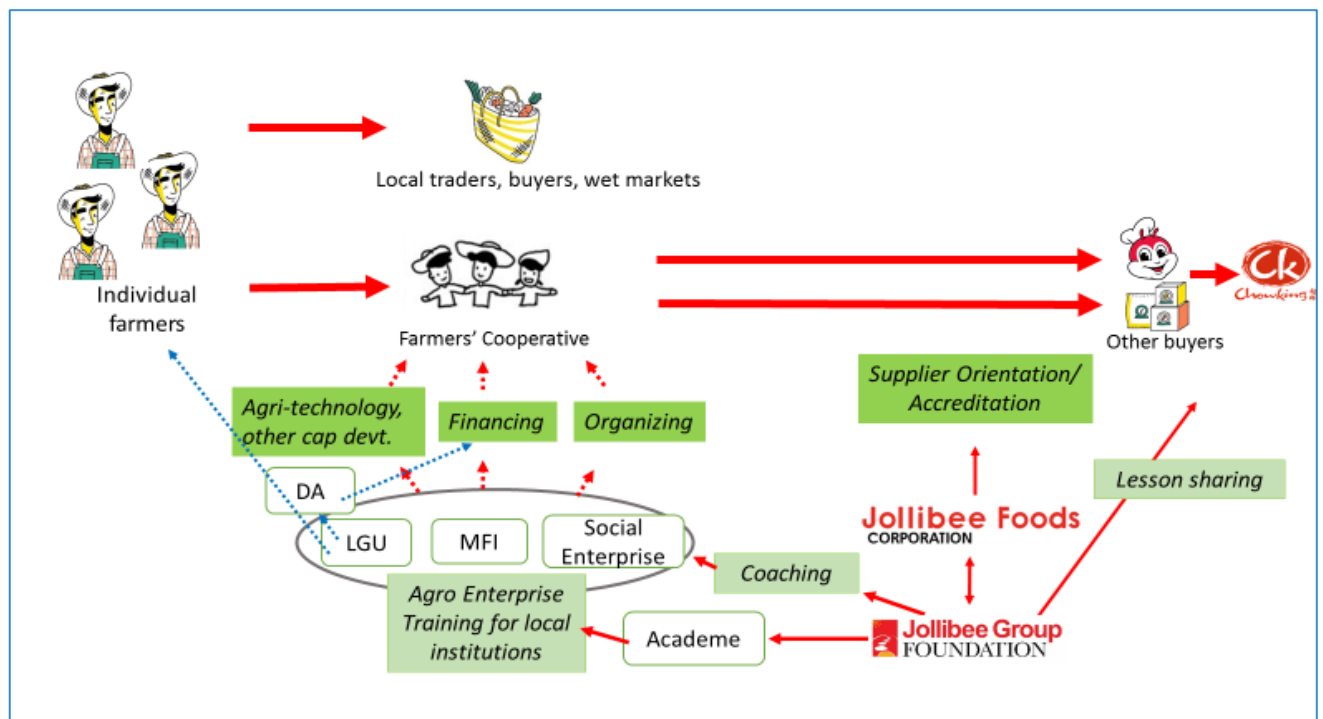 Local traders, buyers, wet markets
Individual
farmers
Farmers' Cooperative
Ck
Chowking
Other buyers
Supplier Orientation/
Accreditation
Agri-technology,
other cap devt.
Financing
Organizing
DA
LGU
MFI
Social
Enterprise
Lesson sharing
Jollibee Foods
CORPORATION
Coaching
Agro Enterprise
Training for local
institutions
Academe
Jollibee Group
FOUNDATION